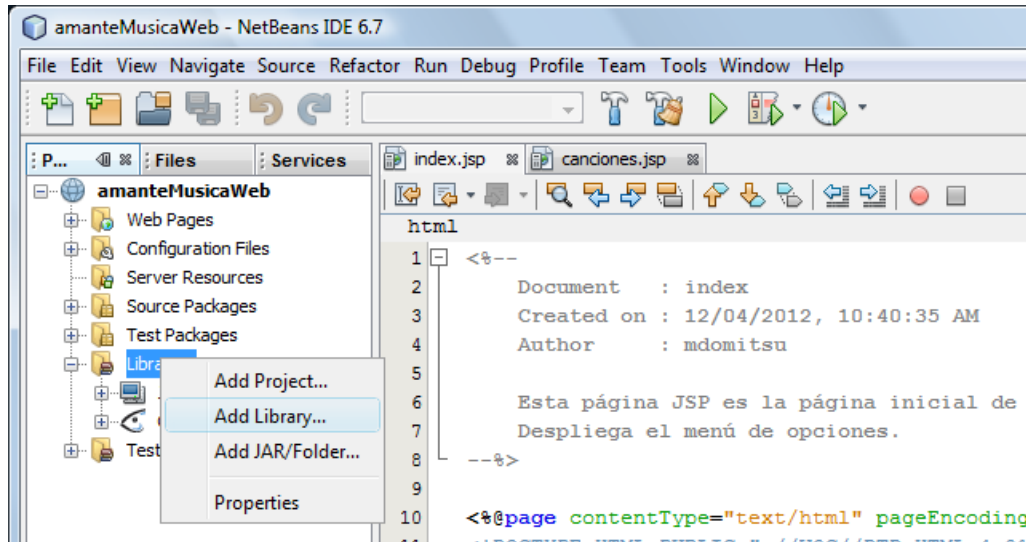 amanteMusicaWeb - NetBeans IDE 6.7
File Edit View Navigate Source Refactor Run Debug Profile Team Tools Window Help
P... Files Services
index.jsp canciones.jsp
amanteMusicaWeb
Web Pages
Configuration Files
Server Resources
Source Packages
Test Packages
Add Project...
Add Library...
Test
Add JAR/Folder...
Properties
html
1 <%--
2 Document : index
3 Created on : 12/04/2012, 10:40:35 AM
4 Author : mdomitsu
5
6 Esta página JSP es la página inicial de
7 Despliega el menú de opciones.
8 --%>
9
10 <%@page contentType="text/html" pageEncoding